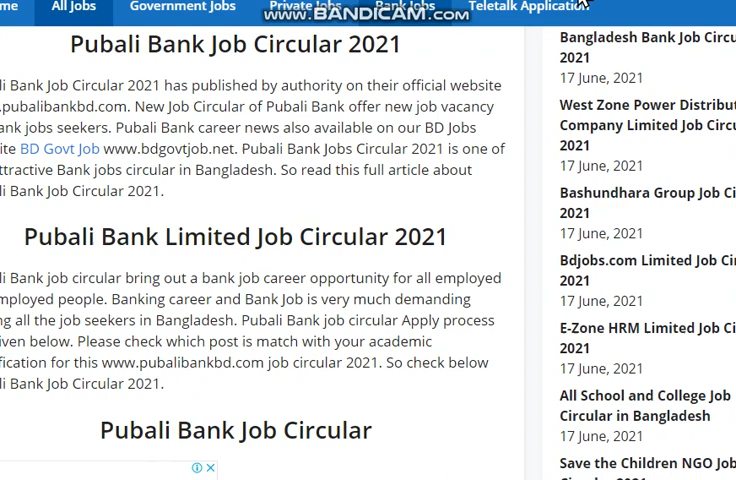 me All Jobs Government Jobs Private Jobs Bank Jobs Teletalk Application
www.BANDICAM.com
Pubali Bank Job Circular 2021
li Bank Job Circular 2021 has published by authority on their official website
.pubalibankbd.com. New Job Circular of Pubali Bank offer new job vacancy
ank jobs seekers. Pubali Bank career news also available on our BD Jobs
ite BD Govt Job www.bdgovtjob.net. Pubali Bank Jobs Circular 2021 is one of
ttractive Bank jobs circular in Bangladesh. So read this full article about
li Bank Job Circular 2021.
Pubali Bank Limited Job Circular 2021
li Bank job circular bring out a bank job career opportunity for all employed
mployed people. Banking career and Bank Job is very much demanding
ng all the job seekers in Bangladesh. Pubali Bank job circular Apply process
iven below. Please check which post is match with your academic
fication for this www.pubalibankbd.com job circular 2021. So check below
li Bank Job Circular 2021.
Pubali Bank Job Circular
Bangladesh Bank Job Circu
2021
17 June, 2021
West Zone Power Distribut
Company Limited Job Circu
2021
17 June, 2021
Bashundhara Group Job Ci
2021
17 June, 2021
Bdjobs.com Limited Job Cir
2021
17 June, 2021
E-Zone HRM Limited Job Ci
2021
17 June, 2021
All School and College Job
Circular in Bangladesh
17 June, 2021
Save the Children NGO Job